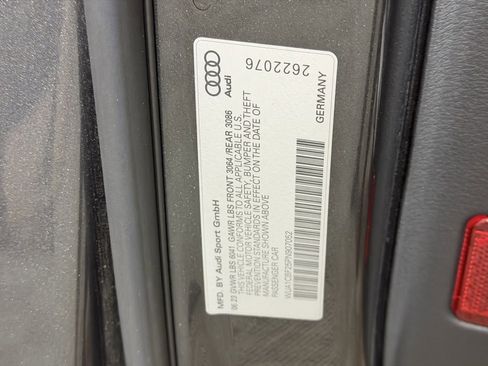 2622076
Audi
GERMANY
MFD. BY Audi Sport GmbH
06 23 GVWR LBS 6041 GAWR LBS FRONT 3064/REAR 3086
THIS VEHICLE CONFORMS TO ALL APPLICABLE U.S.
FEDERAL MOTOR VEHICLE SAFETY, BUMPER AND THEFT
PREVENTION STANDARDS IN EFFECT ON THE DATE OF
MANUFACTURE SHOWN ABOVE
PASSENGER CAR